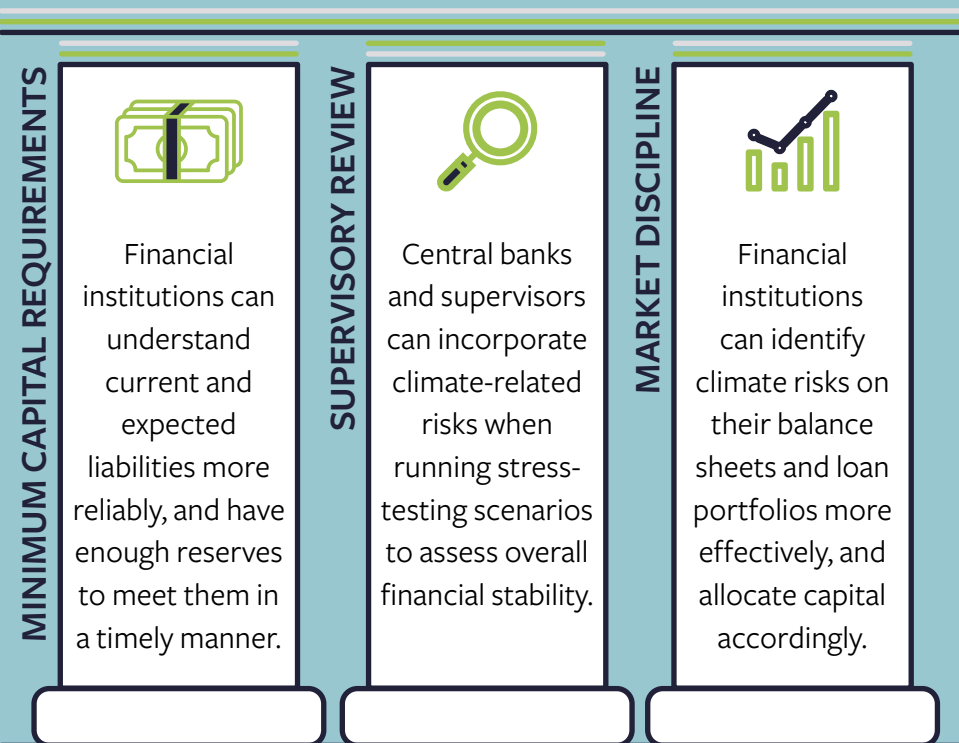 MINIMUM CAPITAL REQUIREMENTS
Financial
institutions can
understand
current and
expected
liabilities more
reliably, and have
enough reserves
to meet them in
a timely manner.
SUPERVISORY REVIEW
Central banks
and supervisors
can incorporate
climate-related
risks when
running stress-
testing scenarios
to assess overall
financial stability.
MARKET DISCIPLINE
Financial
institutions
can identify
climate risks on
their balance
sheets and loan
portfolios more
effectively, and
allocate capital
accordingly.